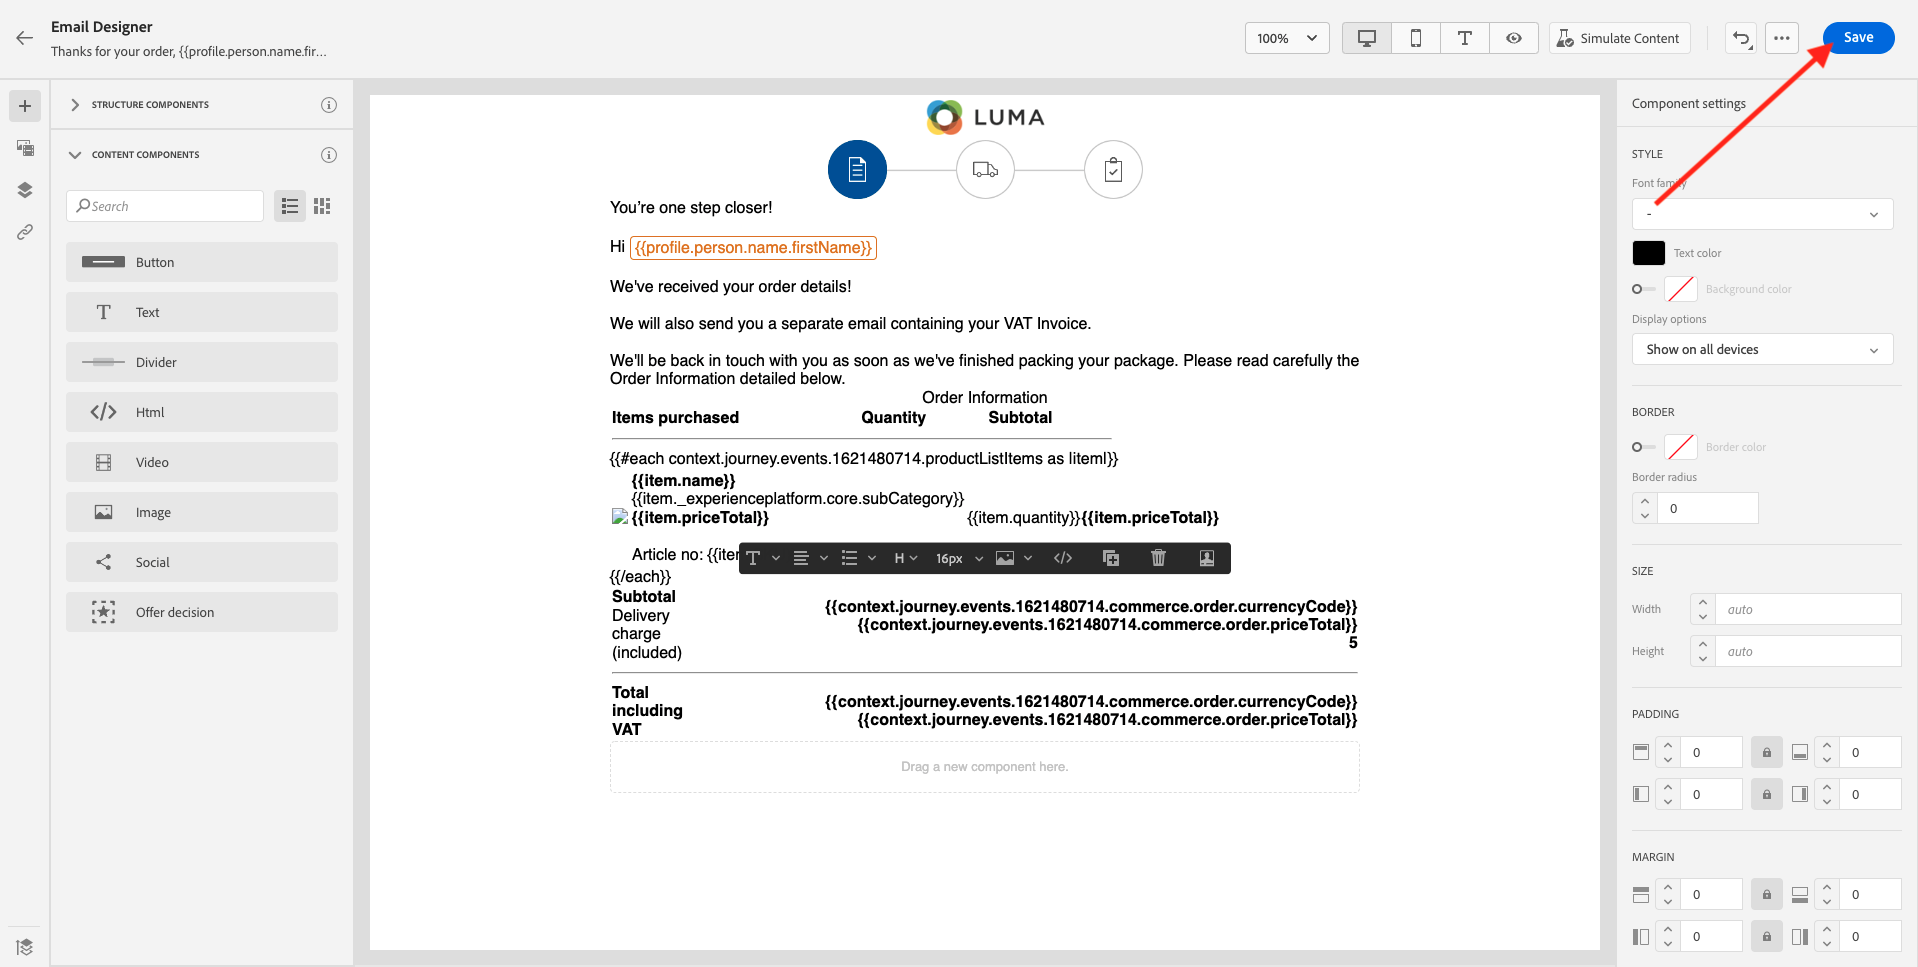 Email Designer
Thanks for your order, {{profile.person.name.fir...
100%
Simulate Content
Save
STRUCTURE COMPONENTS
CONTENT COMPONENTS
Search
Button
Text
Divider
Html
Video
Image
Social
Offer decision
LUMA
You're one step closer!
Hi {{profile.person.name.firstName}}
We've received your order details!
We will also send you a separate email containing your VAT Invoice.
We'll be back in touch with you as soon as we've finished packing your package. Please read carefully the
Order Information detailed below.
Order Information
Items purchased Quantity Subtotal
{{#each context.journey.events.1621480714.productListItems as |item|}}
{{item.name}}
{{item._experienceplatform.core.subCategory}}
{{item.priceTotal}} {{item.quantity}}{{item.priceTotal}}
Article no: {{iter
H 16px
{{/each}}
Subtotal
Delivery
charge
(included)
{{context.journey.events.1621480714.commerce.order.currencyCode}}
{{context.journey.events.1621480714.commerce.order.priceTotal}}
5
Total
including
VAT
{{context.journey.events.1621480714.commerce.order.currencyCode}}
{{context.journey.events.1621480714.commerce.order.priceTotal}}
Drag a new component here.
Component settings
STYLE
Font family
-
Text color
Background color
Display options
Show on all devices
BORDER
Border color
Border radius
0
SIZE
Width auto
Height auto
PADDING
0 0
0 0
MARGIN
0 0
0 0